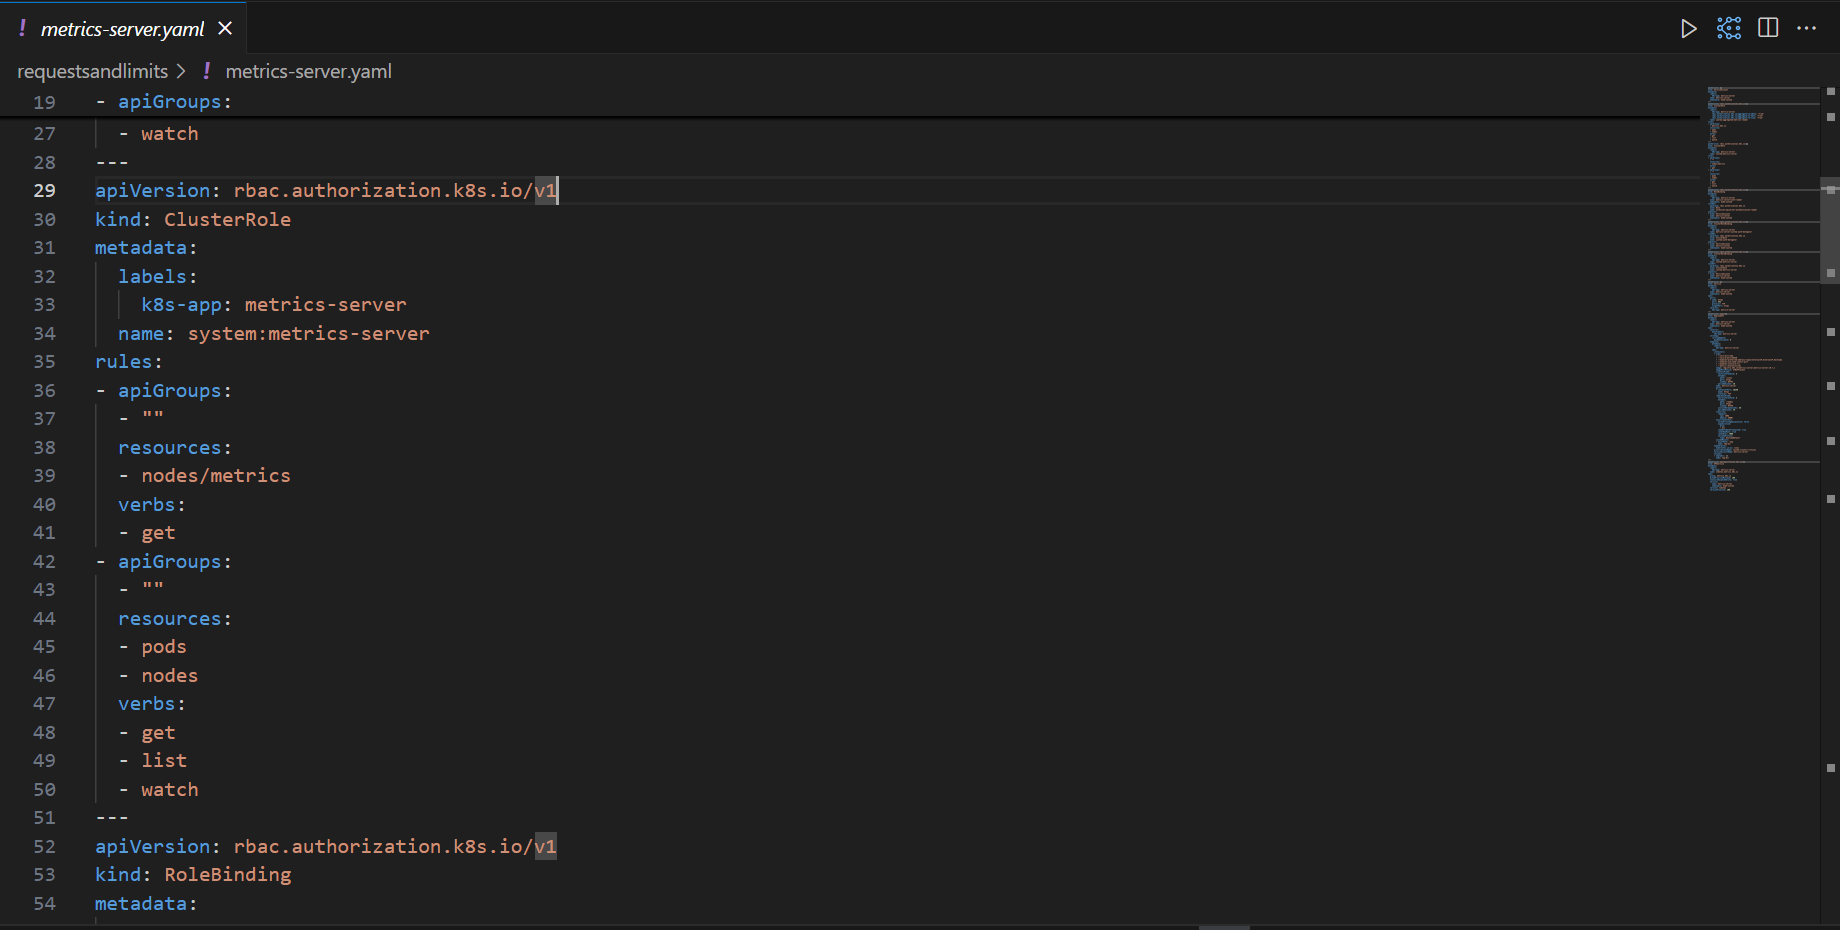 ! metrics-server.yaml
requestsandlimits > ! metrics-server.yaml
19 - apiGroups:
27 - watch
28 ---
29 apiVersion: rbac.authorization.k8s.io/v1
30 kind: ClusterRole
31 metadata:
32 labels:
33 k8s-app: metrics-server
34 name: system:metrics-server
35 rules:
36 - apiGroups:
37 - ""
38 resources:
39 - nodes/metrics
40 verbs:
41 - get
42 - apiGroups:
43 - ""
44 resources:
45 - pods
46 - nodes
47 verbs:
48 - get
49 - list
50 - watch
51 ---
52 apiVersion: rbac.authorization.k8s.io/v1
53 kind: RoleBinding
54 metadata: